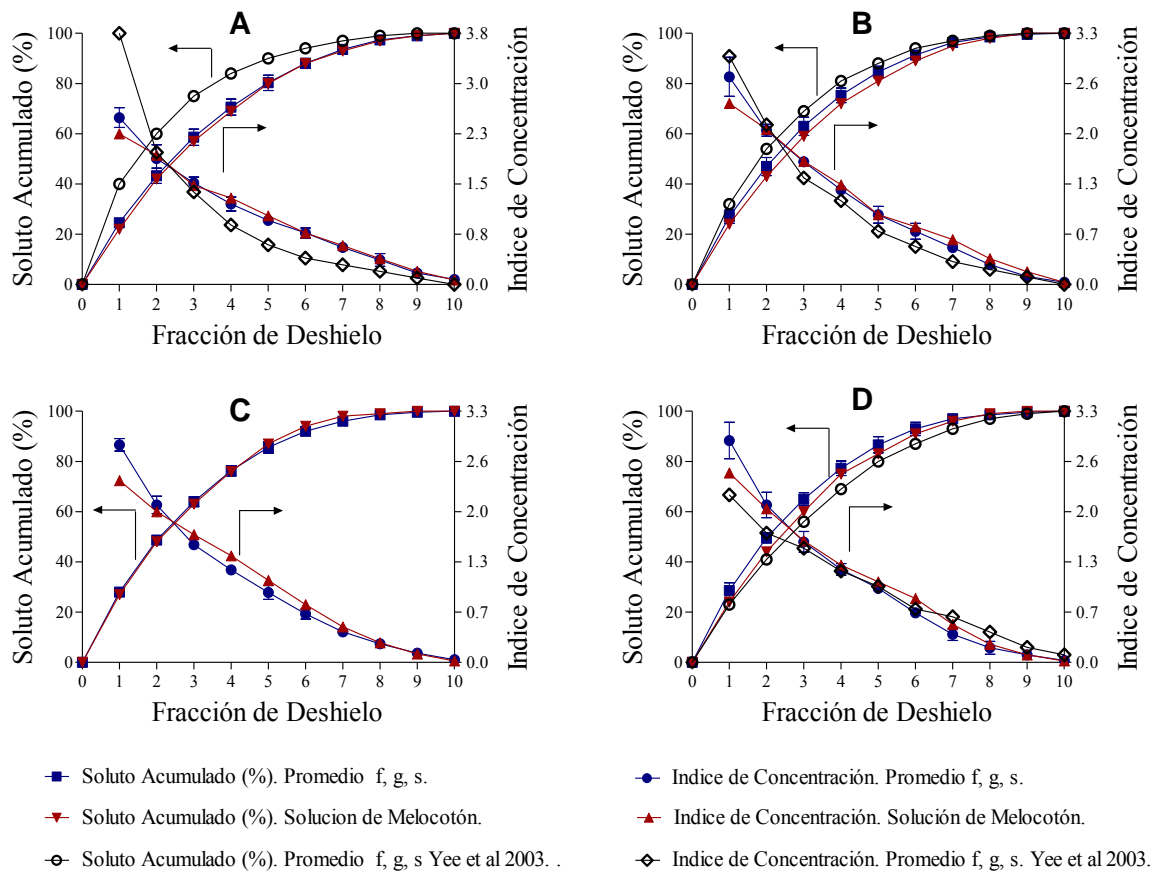 A
B
Soluto Acumulado (%)
100
80
60
40
20
0
3.8
3.0
2.3
1.5
0.8
0.0
Indice de Concentración
0 1 2 3 4 5 6 7 8 9 10
Fracción de Deshielo
Soluto Acumulado (%)
100
80
60
40
20
0
3.3
2.6
2.0
1.3
0.7
0.0
Indice de Concentración
0 1 2 3 4 5 6 7 8 9 10
Fracción de Deshielo
C
D
Soluto Acumulado (%)
100
80
60
40
20
0
3.3
2.6
2.0
1.3
0.7
0.0
Indice de Concentración
0 1 2 3 4 5 6 7 8 9 10
Fracción de Deshielo
Soluto Acumulado (%)
100
80
60
40
20
0
3.3
2.6
2.0
1.3
0.7
0.0
Indice de Concentración
0 1 2 3 4 5 6 7 8 9 10
Fracción de Deshielo
Soluto Acumulado (%). Promedio f, g, s.
Soluto Acumulado (%). Solucion de Melocotón.
Soluto Acumulado (%). Promedio f, g, s Yee et al 2003. .
Indice de Concentración. Promedio f, g, s.
Indice de Concentración. Solución de Melocotón.
Indice de Concentración. Promedio f, g, s. Yee et al 2003.